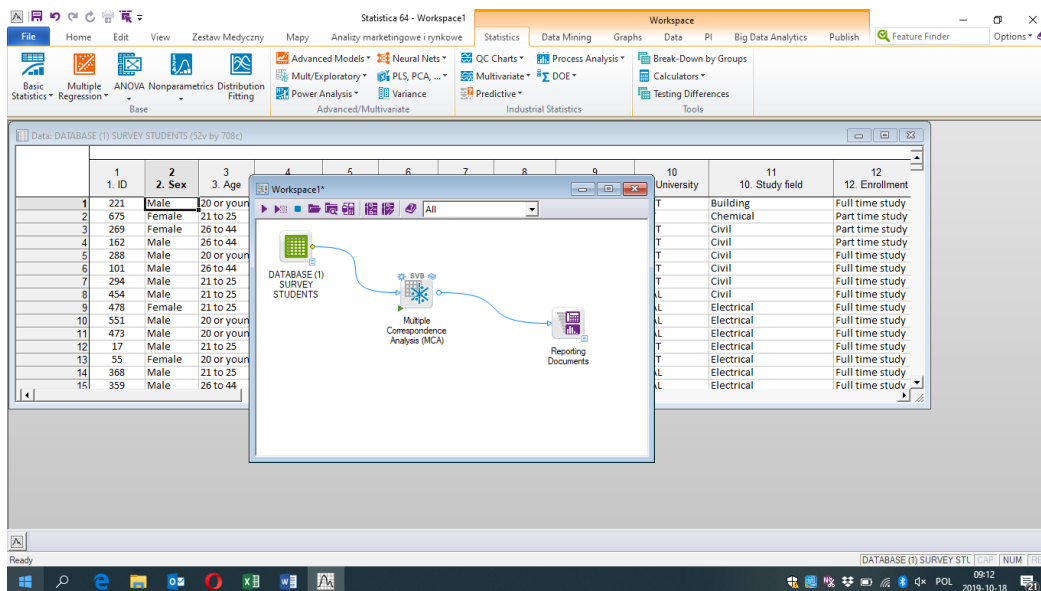 Statistica 64 - Workspace1
Workspace
File Home Edit View Zestaw Medyczny Mapy Analizy marketingowe i rynkowe Statistics Data Mining Graphs Data PI Big Data Analytics Publish Feature Finder Options
Basic Statistics
Multiple Regression
ANOVA
Nonparametrics
Distribution Fitting
Base
Advanced Models
Neural Nets
Mult/Exploratory
PLS, PCA, ...
Power Analysis
Variance
Advanced/Multivariate
QC Charts
Process Analysis
Multivariate
DOE
Predictive
Industrial Statistics
Break-Down by Groups
Calculators
Testing Differences
Tools
Data: DATABASE (1) SURVEY STUDENTS (52v by 708c)
1 2 3 4 5 6 7 8 9 10 11 12
1. ID 2. Sex 3. Age University 10. Study field 12. Enrollment
1 221 Male 20 or youn T Building Full time study
2 675 Female 21 to 25 Chemical Part time study
3 269 Female 26 to 44 T Civil Part time study
4 162 Male 26 to 44 T Civil Part time study
5 288 Male 20 or youn T Civil Full time study
6 101 Male 26 to 44 T Civil Full time study
7 294 Male 21 to 25 T Civil Full time study
8 454 Male 21 to 25 AL Civil Full time study
9 478 Female 21 to 25 AL Electrical Full time study
10 551 Male 20 or youn AL Electrical Full time study
11 473 Male 20 or youn AL Electrical Full time study
12 17 Male 21 to 25 T Electrical Full time study
13 55 Female 20 or youn T Electrical Full time study
14 368 Male 21 to 25 AL Electrical Full time study
15 359 Male 26 to 44 AL Electrical Full time study
Workspace1*
All
DATABASE (1)
SURVEY
STUDENTS
SVB
Multiple
Correspondence
Analysis (MCA)
Reporting
Documents
Ready
DATABASE (1) SURVEY STL CAP NUM
POL
09:12
2019-10-18
21